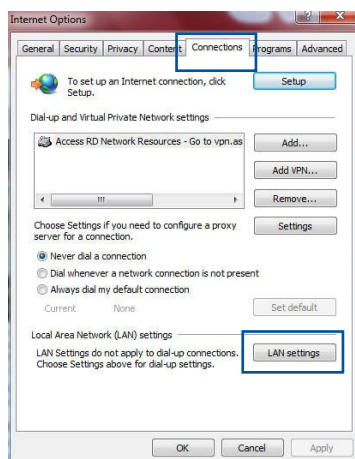 Internet Options
General Security Privacy Content Connections Programs Advanced
To set up an Internet connection, click
Setup.
Setup
Dial-up and Virtual Private Network settings
Access RD Network Resources - Go to vpn.as
Add...
Add VPN...
Remove...
Choose Settings if you need to configure a proxy
server for a connection.
Settings
Never dial a connection
Dial whenever a network connection is not present
Always dial my default connection
Current None
Set default
Local Area Network (LAN) settings
LAN Settings do not apply to dial-up connections.
Choose Settings above for dial-up settings.
LAN settings
OK Cancel Apply